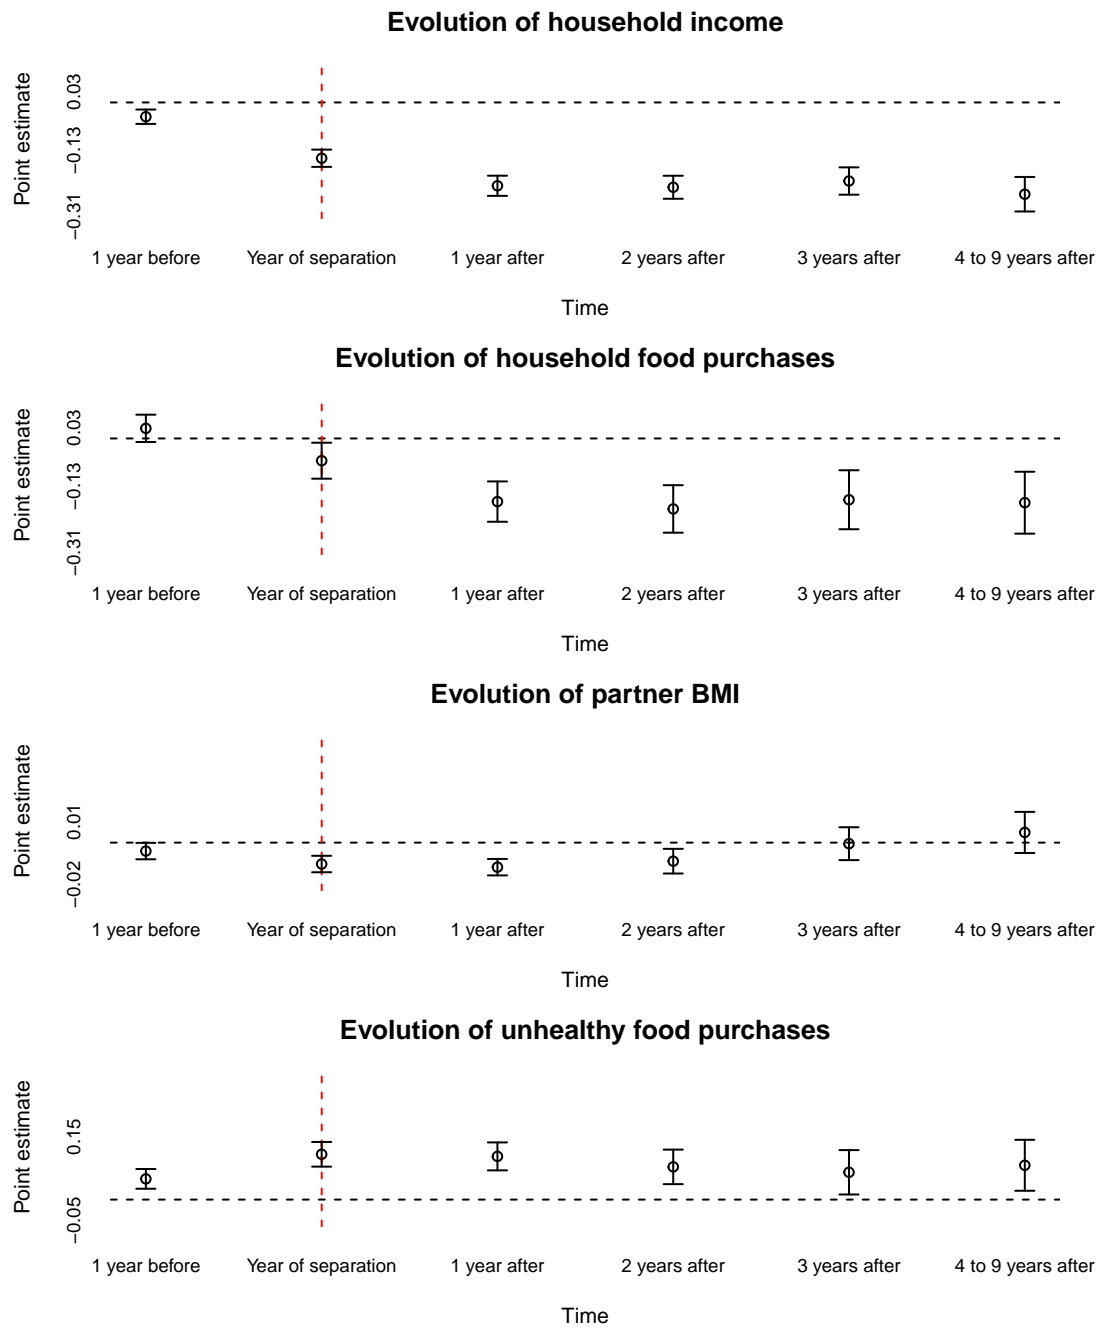 Evolution of household income
Point estimate
0.03
−0.13
−0.31
1 year before Year of separation 1 year after 2 years after 3 years after 4 to 9 years after
Time
Evolution of household food purchases
Point estimate
0.03
−0.13
−0.31
1 year before Year of separation 1 year after 2 years after 3 years after 4 to 9 years after
Time
Evolution of partner BMI
Point estimate
0.01
−0.02
1 year before Year of separation 1 year after 2 years after 3 years after 4 to 9 years after
Time
Evolution of unhealthy food purchases
Point estimate
0.15
−0.05
1 year before Year of separation 1 year after 2 years after 3 years after 4 to 9 years after
Time